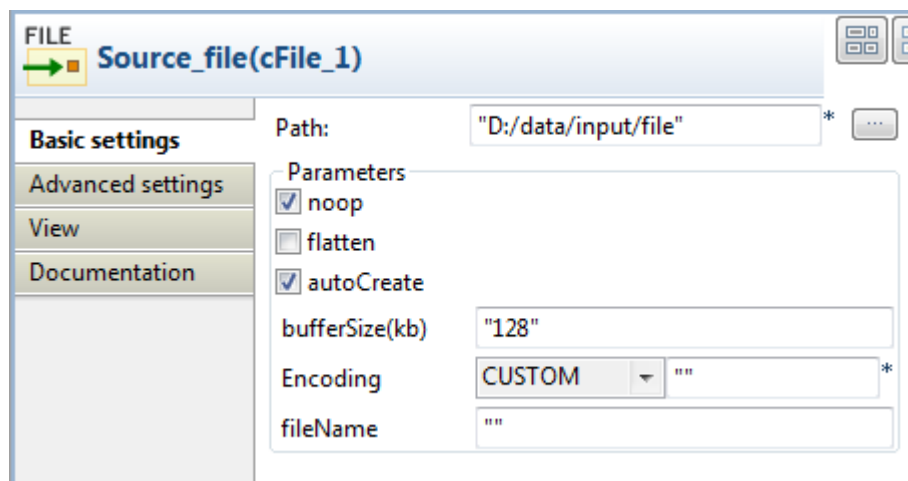 FILE
Source_file(cFile_1)
Basic settings
Advanced settings
View
Documentation
Path: "D:/data/input/file" * ...
Parameters
noop
flatten
autoCreate
bufferSize(kb) "128"
Encoding CUSTOM "" *
fileName ""